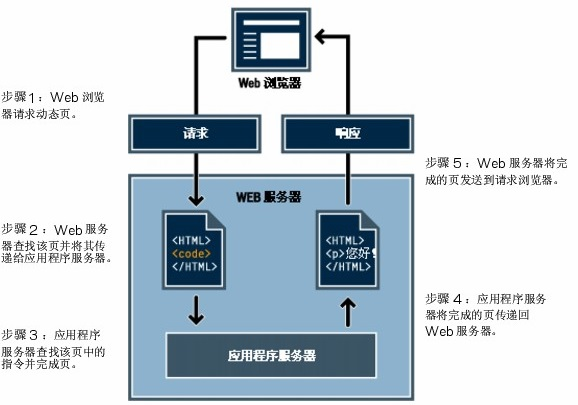 Web 浏览器
步骤1：Web 浏览
器请求动态页。
请求
响应
步骤5：Web 服务器将完
成的页发送到请求浏览器。
WEB 服务器
步骤2：Web 服务
器查找该页并将其传
递给应用程序服务器。
<HTML>
<code>
</HTML>
<HTML>
<p>您好¶
</HTML>
步骤4：应用程序服务
器将完成的页传递回
Web 服务器。
步骤3：应用程序
服务器查找该页中的
指令并完成页。
应用程序服务器